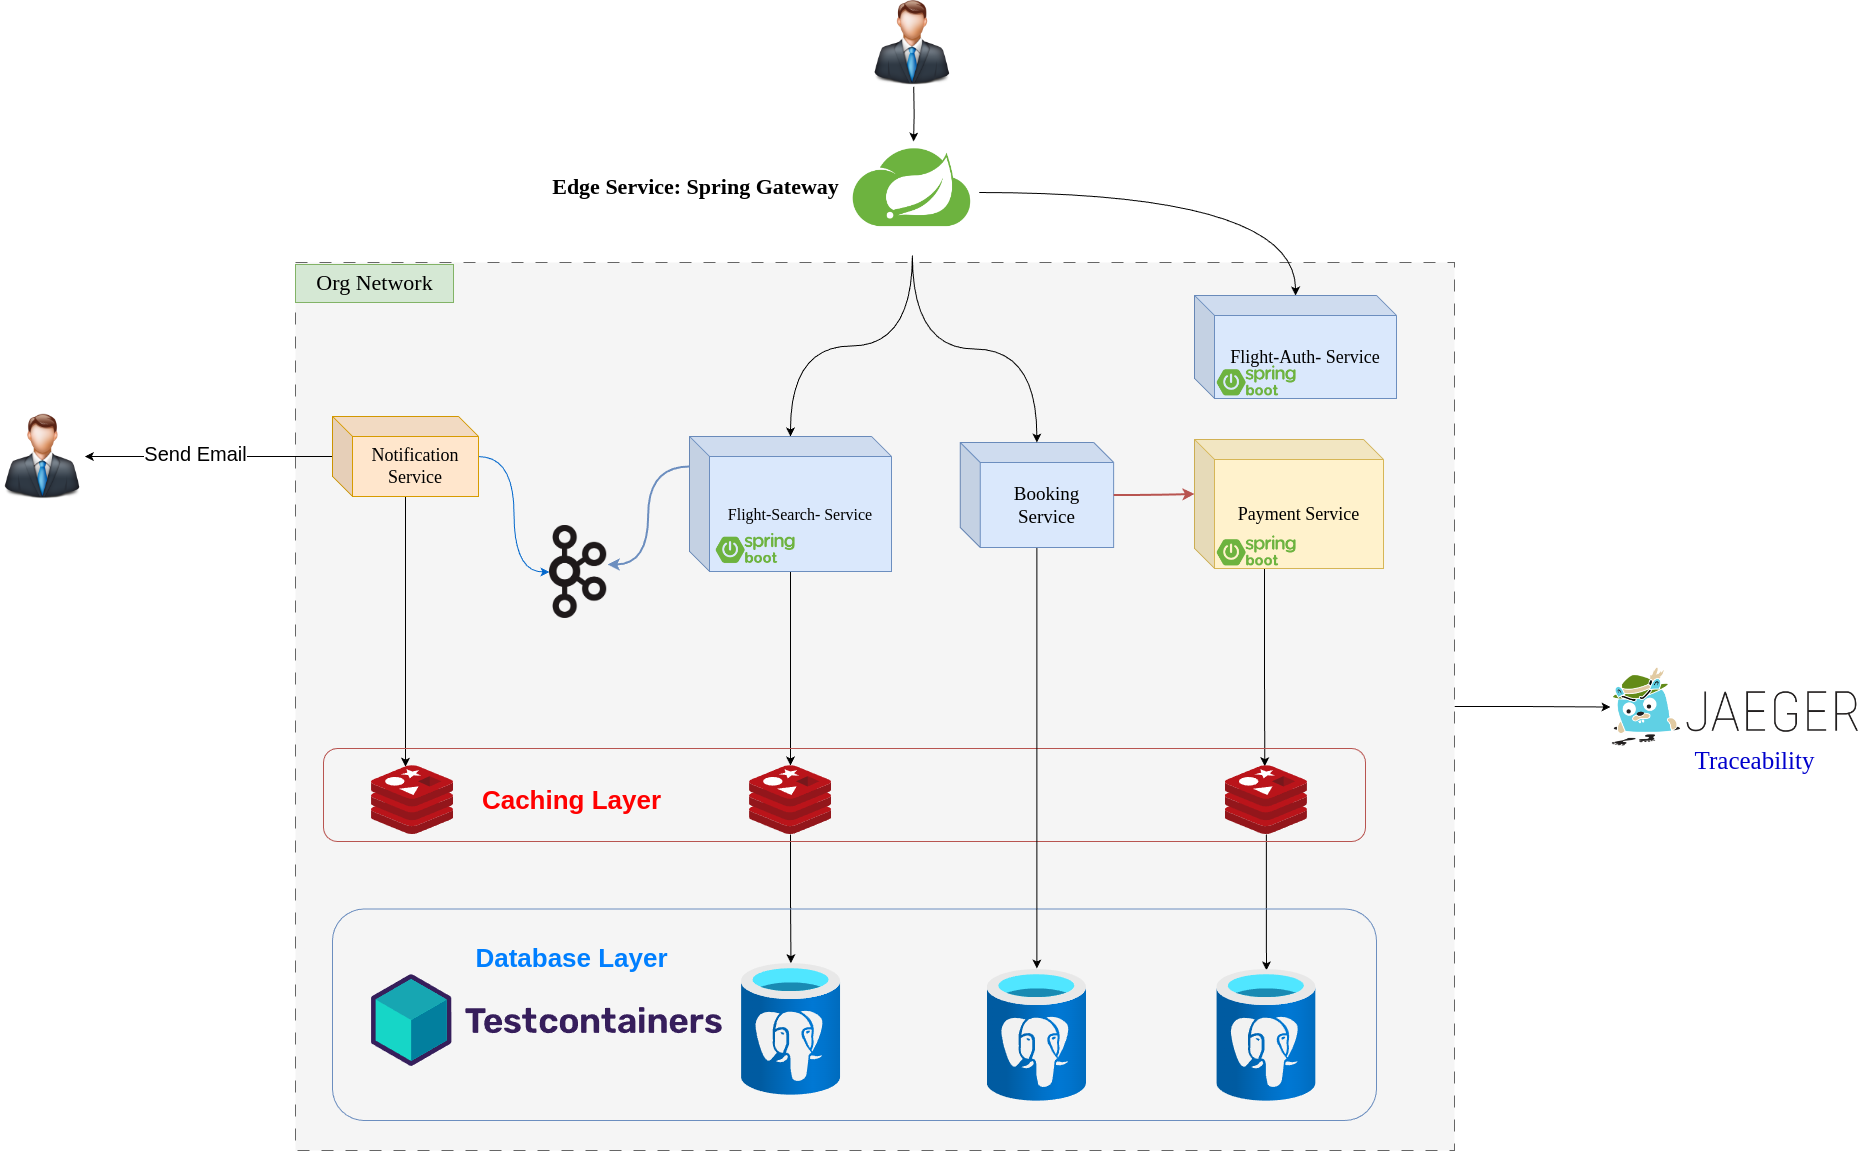 Edge Service: Spring Gateway
Org Network
Flight-Auth- Service
spring
boot
Send Email
Notification
Service
Flight-Search- Service
spring
boot
Booking
Service
Payment Service
spring
boot
JAEGER
Traceability
Caching Layer
Database Layer
Testcontainers